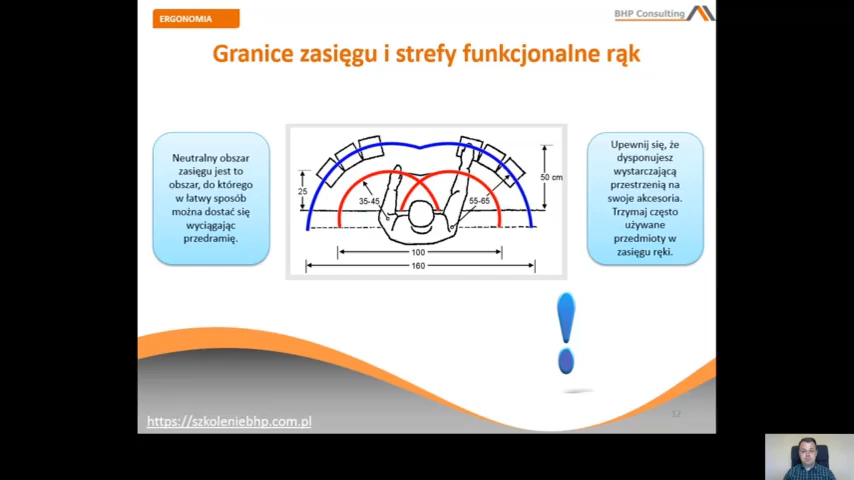 ERGONOMIA
BHP Consulting
Granice zasięgu i strefy funkcjonalne rąk
Neutralny obszar
zasięgu jest to
obszar, do którego
w łatwy sposób
można dostać się
wyciągając
przedramię.
25
35-45
55-65
50 cm
100
160
Upewnij się, że
dysponujesz
wystarczającą
przestrzenią na
swoje akcesoria.
Trzymaj często
używane
przedmioty w
zasięgu ręki.
https://szkoleniebhp.com.pl
12